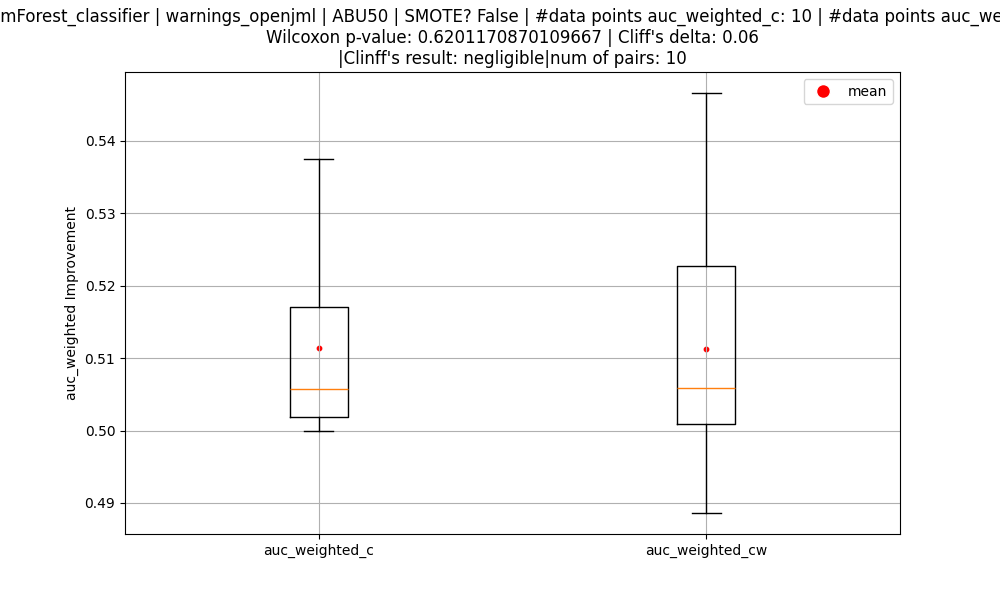 mForest_classifier | warnings_openjml | ABU50 | SMOTE? False | #data points auc_weighted_c: 10 | #data points auc_we
Wilcoxon p-value: 0.6201170870109667 | Cliff's delta: 0.06
|Clinff's result: negligible|num of pairs: 10
mean
0.54
0.53
0.52
0.51
0.50
0.49
auc_weighted Improvement
auc_weighted_c auc_weighted_cw